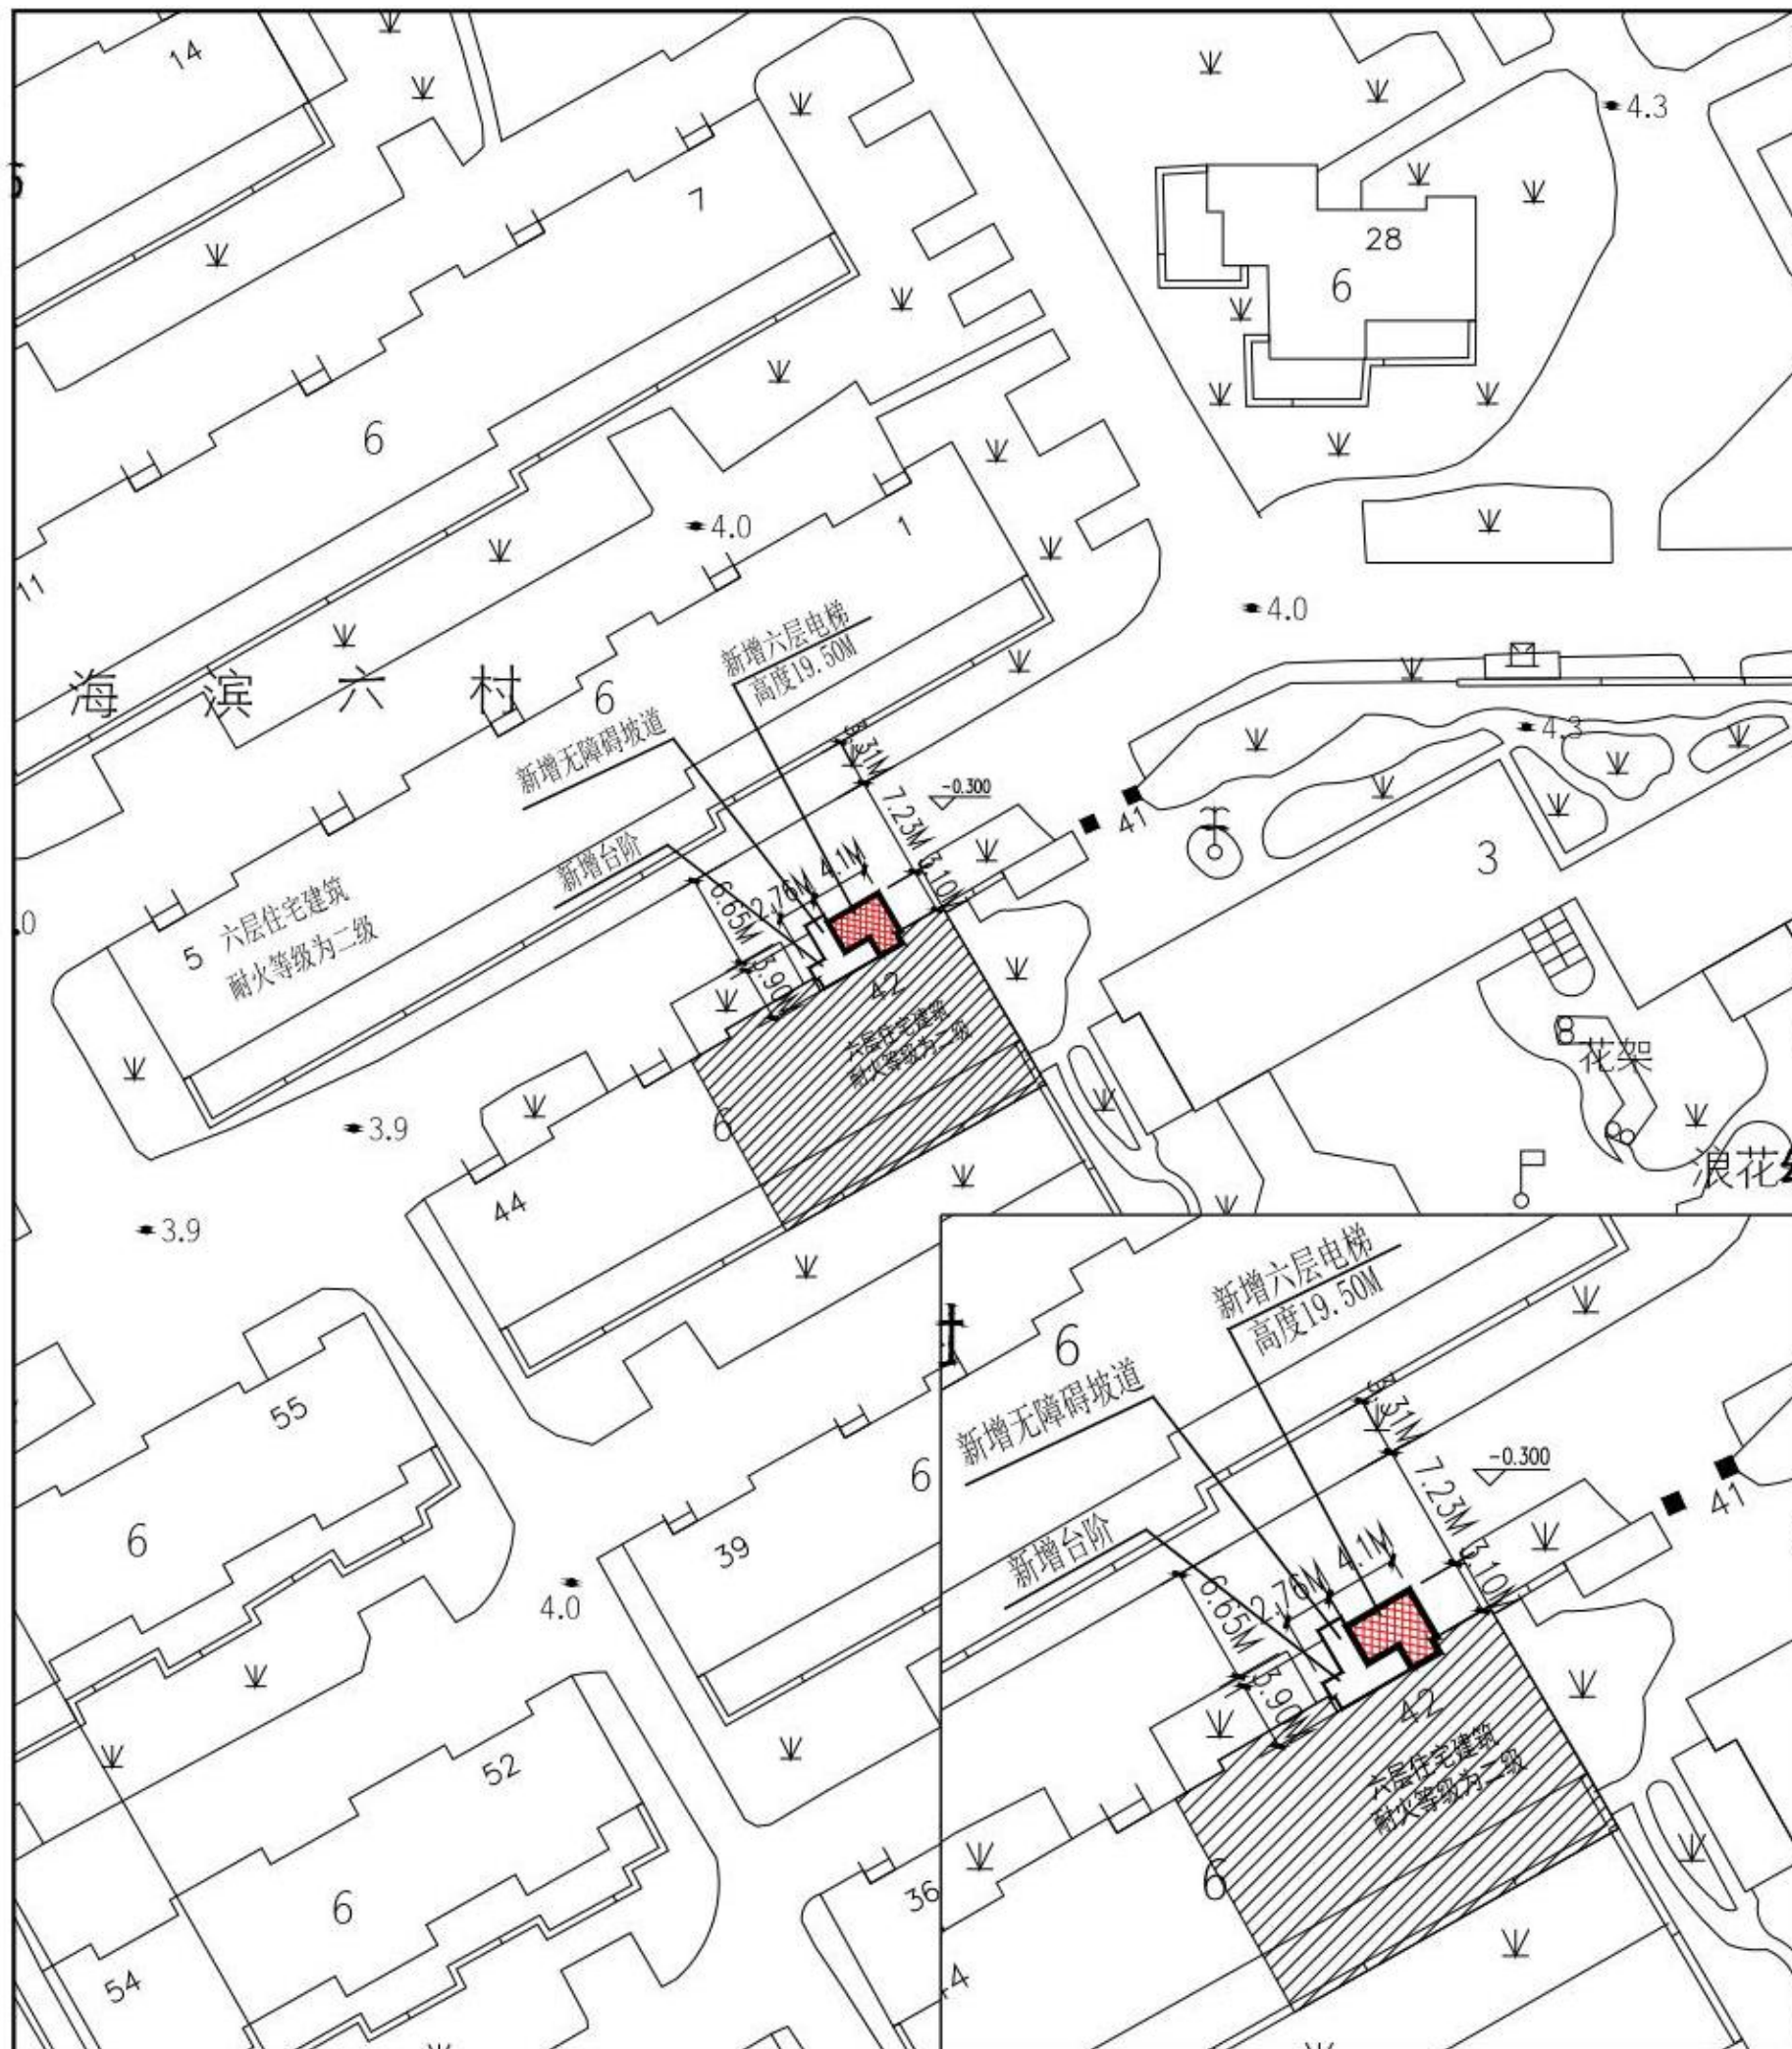 14
7
28
6
4.3
6
4.0
1
11
4.0
新增六层电梯
高度19.50M
海滨六村
6
新增无障碍坡道
4.3
-0.300
7.23M
41
3
新增台阶
4.1M
2.76M
3.10M
6.65M
3.90M
5
六层住宅建筑
耐火等级为二级
42
六层住宅建筑
耐火等级为二级
花架
6
3.9
浪花
44
3.9
新增六层电梯
高度19.50M
6
新增无障碍坡道
55
6
-0.300
7.23M
41
6
39
新增台阶
4.1M
2.76M
3.10M
6.65M
3.90M
4.0
42
六层住宅建筑
耐火等级为二级
52
6
36
6
54